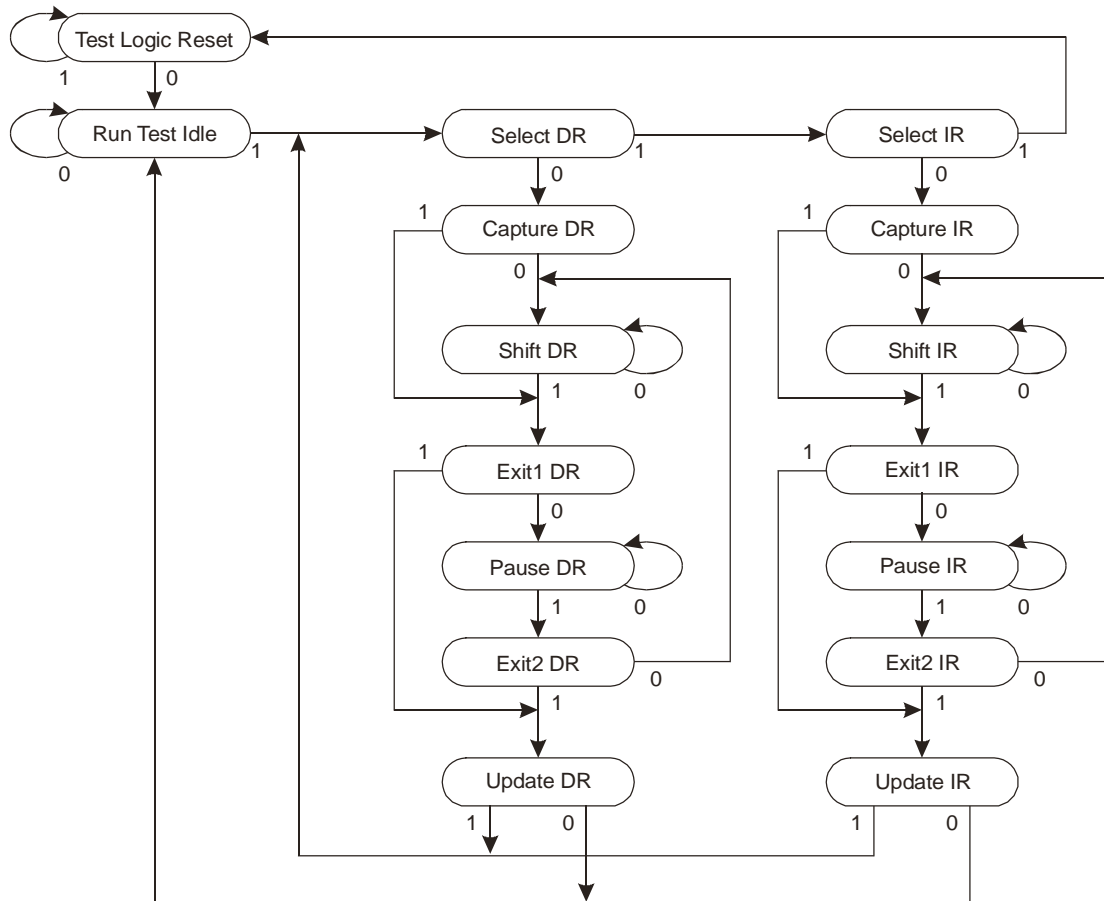 Test Logic Reset
1 0
Run Test Idle
1
0
Select DR
1
0
Select IR
1
0
1
Capture DR
0
1
Capture IR
0
Shift DR
1 0
Shift IR
1 0
1
Exit1 DR
0
1
Exit1 IR
0
Pause DR
1 0
Pause IR
1 0
Exit2 DR
0
1
Exit2 IR
0
1
Update DR
1 0
Update IR
1 0